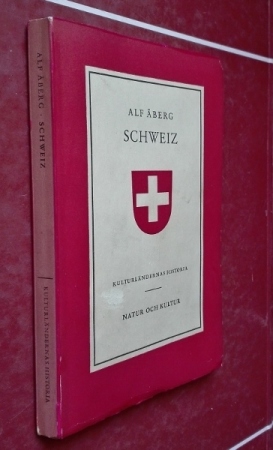 ALF ÅBERG · SCHWEIZ
KULTURLÄNDERNAS HISTORIA
ALF ÅBERG
SCHWEIZ
KULTURLÄNDERNAS HISTORIA
NATUR OCH KULTUR